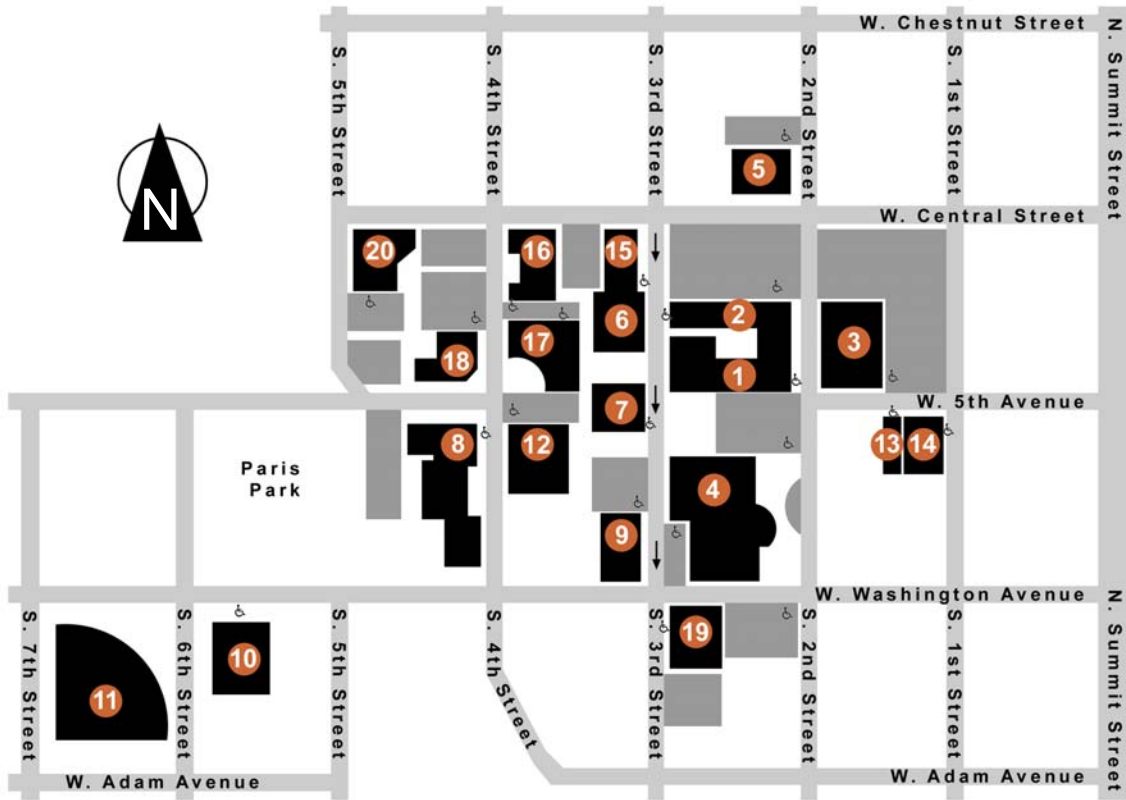 W. Chestnut Street
S. 5th Street
S. 4th Street
S. 3rd Street
S. 2nd Street
S. 1st Street
N. Summit Street
N
5
W. Central Street
20
16
15
6
2
17
3
18
1
7
W. 5th Avenue
8
12
13
14
Paris
Park
4
9
W. Washington Avenue
S. 7th Street
S. 6th Street
S. 5th Street
S. 4th Street
S. 3rd Street
S. 2nd Street
S. 1st Street
N. Summit Street
19
10
11
W. Adam Avenue
W. Adam Avenue